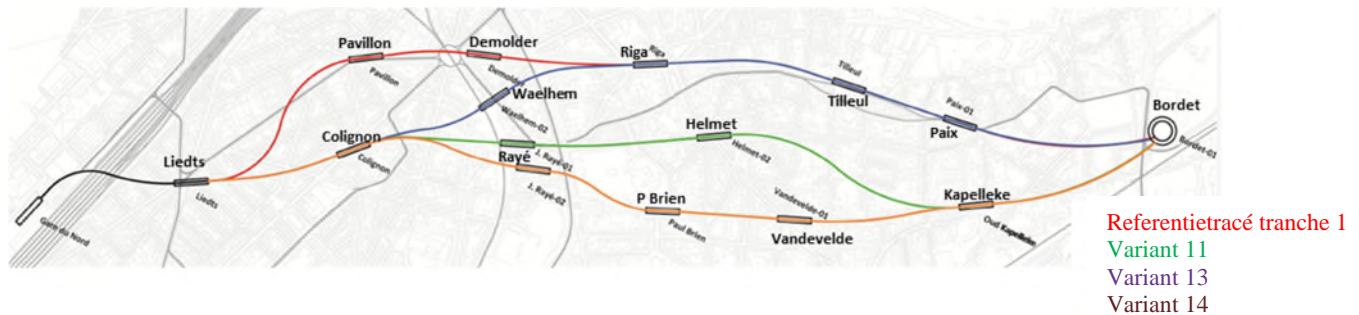 Pavillon
Pavillon
Demolder
Demolder
Riga
Riga
Waelhem
Waelhem-02
Tilleul
Tilleul
Paix-01
Paix
Bordet
Bordet-01
Colignon
Colignon
Helmet
Helmet-02
Rayé
J. Rayé-01
J. Rayé-02
Liedts
Liedts
P Brien
Paul Brien
Vandevelde-01
Vandevelde
Kapelleke
Oud Kapelleke
Gare du Nord
Referentietracé tranche 1
Variant 11
Variant 13
Variant 14